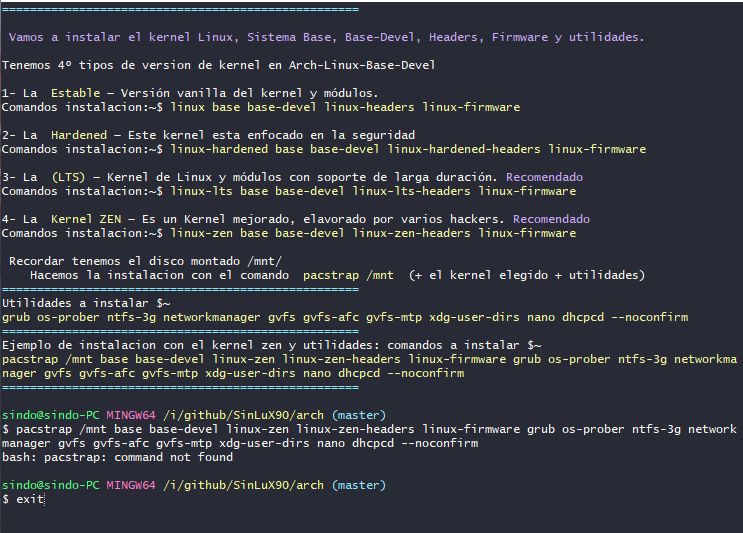 ===================================================
Vamos a instalar el kernel Linux, Sistema Base, Base-Devel, Headers, Firmware y utilidades.
Tenemos 4º tipos de version de kernel en Arch-Linux-Base-Devel
1- La  Estable – Versión vanilla del kernel y módulos.
Comandos instalacion:~$ linux base base-devel linux-headers linux-firmware
2- La  Hardened – Este kernel esta enfocado en la seguridad
Comandos instalacion:~$ linux-hardened base base-devel linux-hardened-headers linux-firmware
3- La  (LTS) – Kernel de Linux y módulos con soporte de larga duración. Recomendado
Comandos instalacion:~$ linux-lts base base-devel linux-lts-headers linux-firmware
4- La  Kernel ZEN – Es un Kernel mejorado, elavorado por varios hackers. Recomendado
Comandos instalacion:~$ linux-zen base base-devel linux-headers linux-firmware
Recordar tenemos el disco montado /mnt/
Hacemos la instalacion con el comando  pacstrap /mnt  (+ el kernel elegido + utilidades)
===================================================
Utilidades a instalar $~
grub os-prober ntfs-3g networkmanager gvfs gvfs-afc gvfs-mtp xdg-user-dirs nano dhcpcd --noconfirm
===================================================
Ejemplo de instalacion con el kernel zen y utilidades: comandos a instalar $~
pacstrap /mnt base base-devel linux-zen linux-zen-headers linux-firmware grub os-prober ntfs-3g networkma
nager gvfs gvfs-afc gvfs-mtp xdg-user-dirs nano dhcpcd --noconfirm
===================================================
sindo@sindo-PC MINGW64 /i/github/SinLuX90/arch (master)
$ pacstrap /mnt base base-devel linux-zen linux-zen-headers linux-firmware grub os-prober ntfs-3g network
manager gvfs gvfs-afc gvfs-mtp xdg-user-dirs nano dhcpcd --noconfirm
bash: pacstrap: command not found
sindo@sindo-PC MINGW64 /i/github/SinLuX90/arch (master)
$ exit